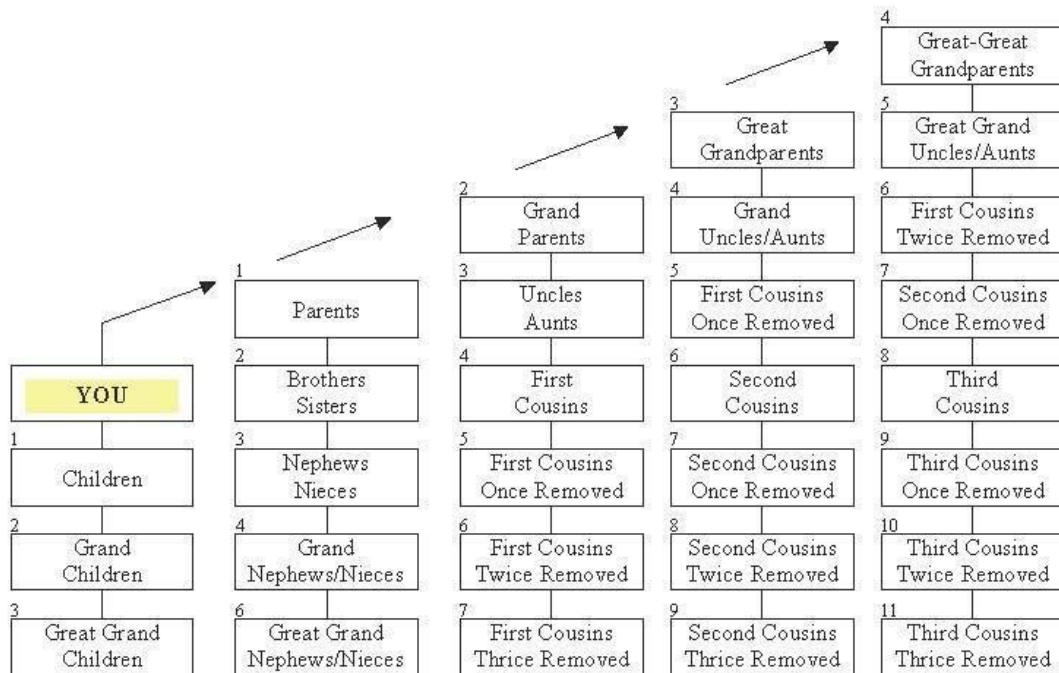 4
Great-Great
Grandparents
3
Great
Grandparents
5
Great Grand
Uncles/Aunts
2
Grand
Parents
4
Grand
Uncles/Aunts
6
First Cousins
Twice Removed
1
Parents
3
Uncles
Aunts
5
First Cousins
Once Removed
7
Second Cousins
Once Removed
YOU
2
Brothers
Sisters
4
First
Cousins
6
Second
Cousins
8
Third
Cousins
1
Children
3
Nephews
Nieces
5
First Cousins
Once Removed
7
Second Cousins
Once Removed
9
Third Cousins
Once Removed
2
Grand
Children
4
Grand
Nephews/Nieces
6
First Cousins
Twice Removed
8
Second Cousins
Twice Removed
10
Third Cousins
Twice Removed
3
Great Grand
Children
6
Great Grand
Nephews/Nieces
7
First Cousins
Thrice Removed
9
Second Cousins
Thrice Removed
11
Third Cousins
Thrice Removed